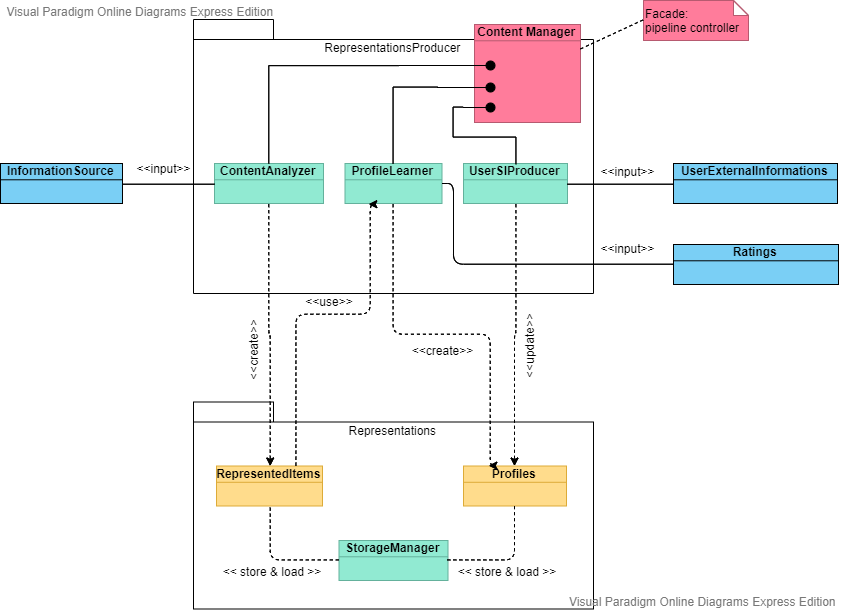 Visual Paradigm Online Diagrams Express Edition
Facade:
pipeline controller
Content Manager
RepresentationsProducer
InformationSource
<<input>>
ContentAnalyzer
ProfileLearner
UserSIProducer
<<input>>
UserExternalInformations
<<input>>
Ratings
<<use>>
<<create>>
<<create>>
<<update>>
Representations
RepresentedItems
Profiles
StorageManager
<< store & load >>
<< store & load >>
Visual Paradigm Online Diagrams Express Edition